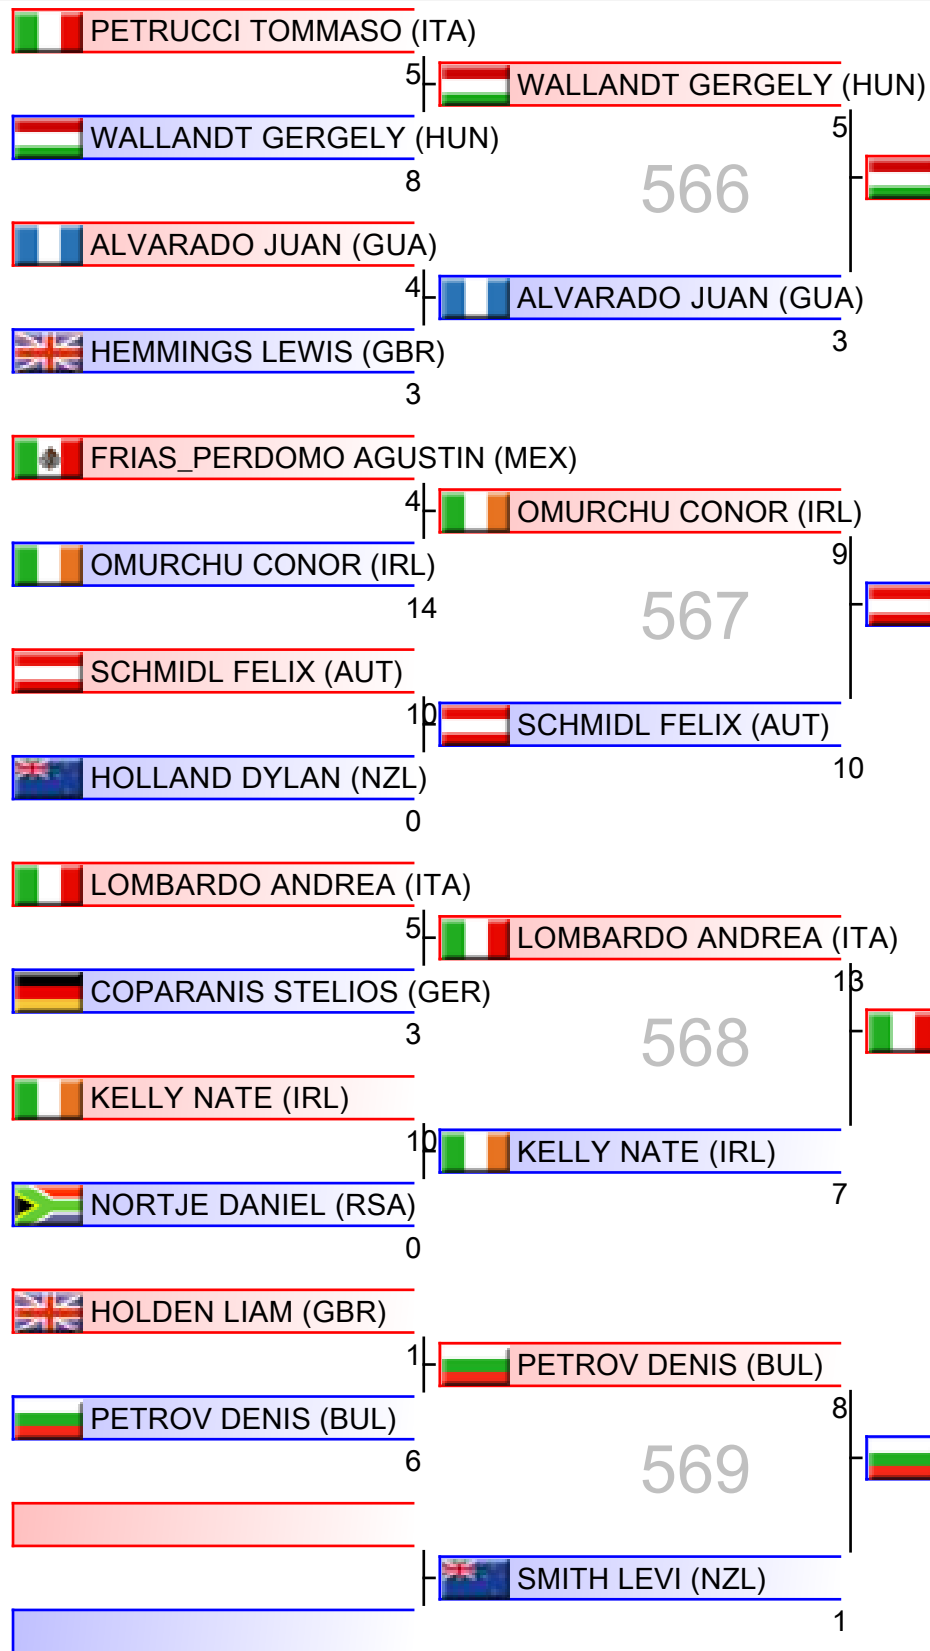 PETRUCCI TOMMASO (ITA)
5
WALLANDT GERGELY (HUN)
WALLANDT GERGELY (HUN)
5
8
566
ALVARADO JUAN (GUA)
4
ALVARADO JUAN (GUA)
3
HEMMINGS LEWIS (GBR)
3
FRIAS_PERDOMO AGUSTIN (MEX)
4
OMURCHU CONOR (IRL)
OMURCHU CONOR (IRL)
9
14
567
SCHMIDL FELIX (AUT)
10
SCHMIDL FELIX (AUT)
10
HOLLAND DYLAN (NZL)
0
LOMBARDO ANDREA (ITA)
5
LOMBARDO ANDREA (ITA)
13
COPARANIS STELIOS (GER)
3
568
KELLY NATE (IRL)
10
KELLY NATE (IRL)
7
NORTJE DANIEL (RSA)
0
HOLDEN LIAM (GBR)
1
PETROV DENIS (BUL)
8
PETROV DENIS (BUL)
6
569
SMITH LEVI (NZL)
1